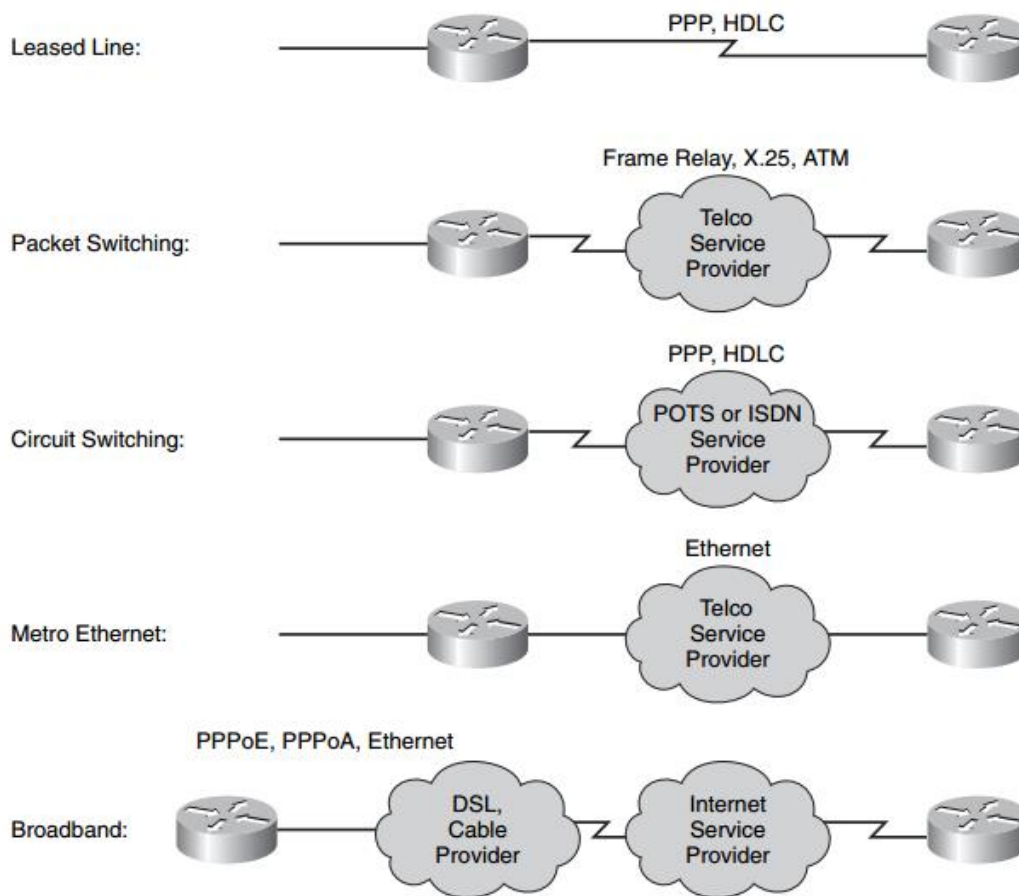 Leased Line:
PPP, HDLC
Frame Relay, X.25, ATM
Packet Switching:
Telco
Service
Provider
PPP, HDLC
Circuit Switching:
POTS or ISDN
Service
Provider
Ethernet
Metro Ethernet:
Telco
Service
Provider
PPPoE, PPPoA, Ethernet
Broadband:
DSL,
Cable
Provider
Internet
Service
Provider